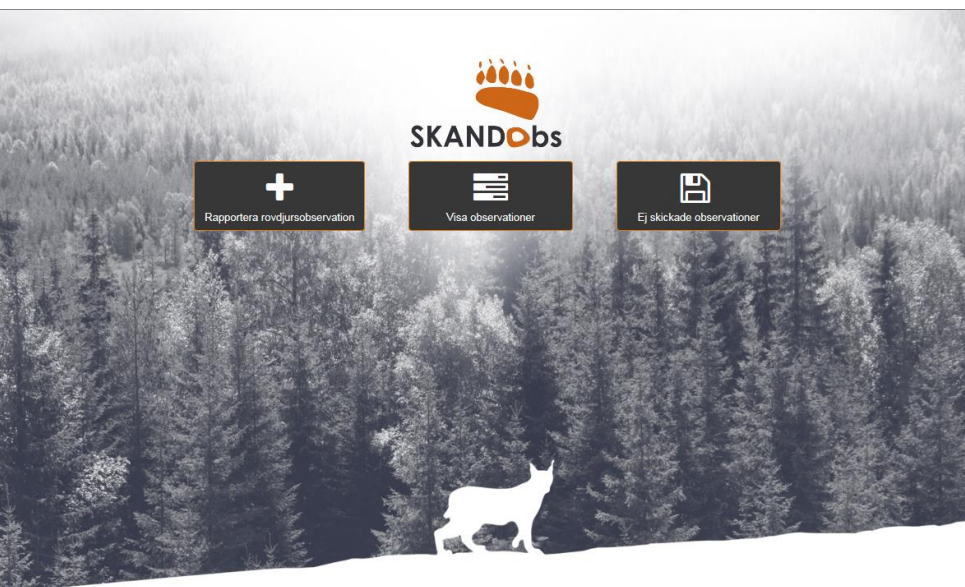 SKANDObs
Rapportera rovdjursobservation
Visa observationer
Ej skickade observationer